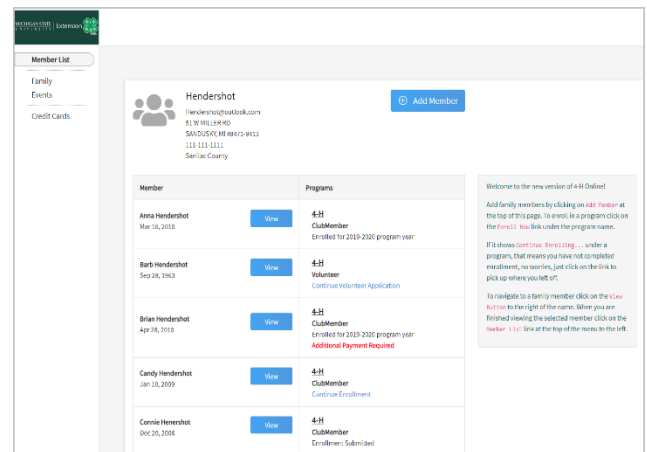 MICHIGAN STATE
UNIVERSITY
Extension
Member List
Family
Events
Credit Cards
Hendershot
Hendershot@outlook.com
91 W MILLER RD
SANDUSKY, MI 48471-9413
111-111-1111
Sanilac County
Add Member
Member Programs
Anna Hendershot
Mar 16, 2010
View
4-H
ClubMember
Enrolled for 2019-2020 program year
Barb Hendershot
Sep 28, 1963
View
4-H
Volunteer
Continue Volunteer Application
Brian Hendershot
Apr 28, 2010
View
4-H
ClubMember
Enrolled for 2019-2020 program year
Additional Payment Required
Candy Hendershot
Jan 10, 2009
View
4-H
ClubMember
Continue Enrollment
Connie Henershot
Dec 20, 2008
View
4-H
ClubMember
Enrollment Submitted
Welcome to the new version of 4-H Online!
Add family members by clicking on Add Member at
the top of this page. To enroll in a program click on
the Enroll Now link under the program name.
If it shows Continue Enrolling... under a
program, that means you have not completed
enrollment, no worries, just click on the link to
pick up where you left off.
To navigate to a family member click on the View
Button to the right of the name. When you are
finished viewing the selected member click on the
Member List link at the top of the menu to the left.